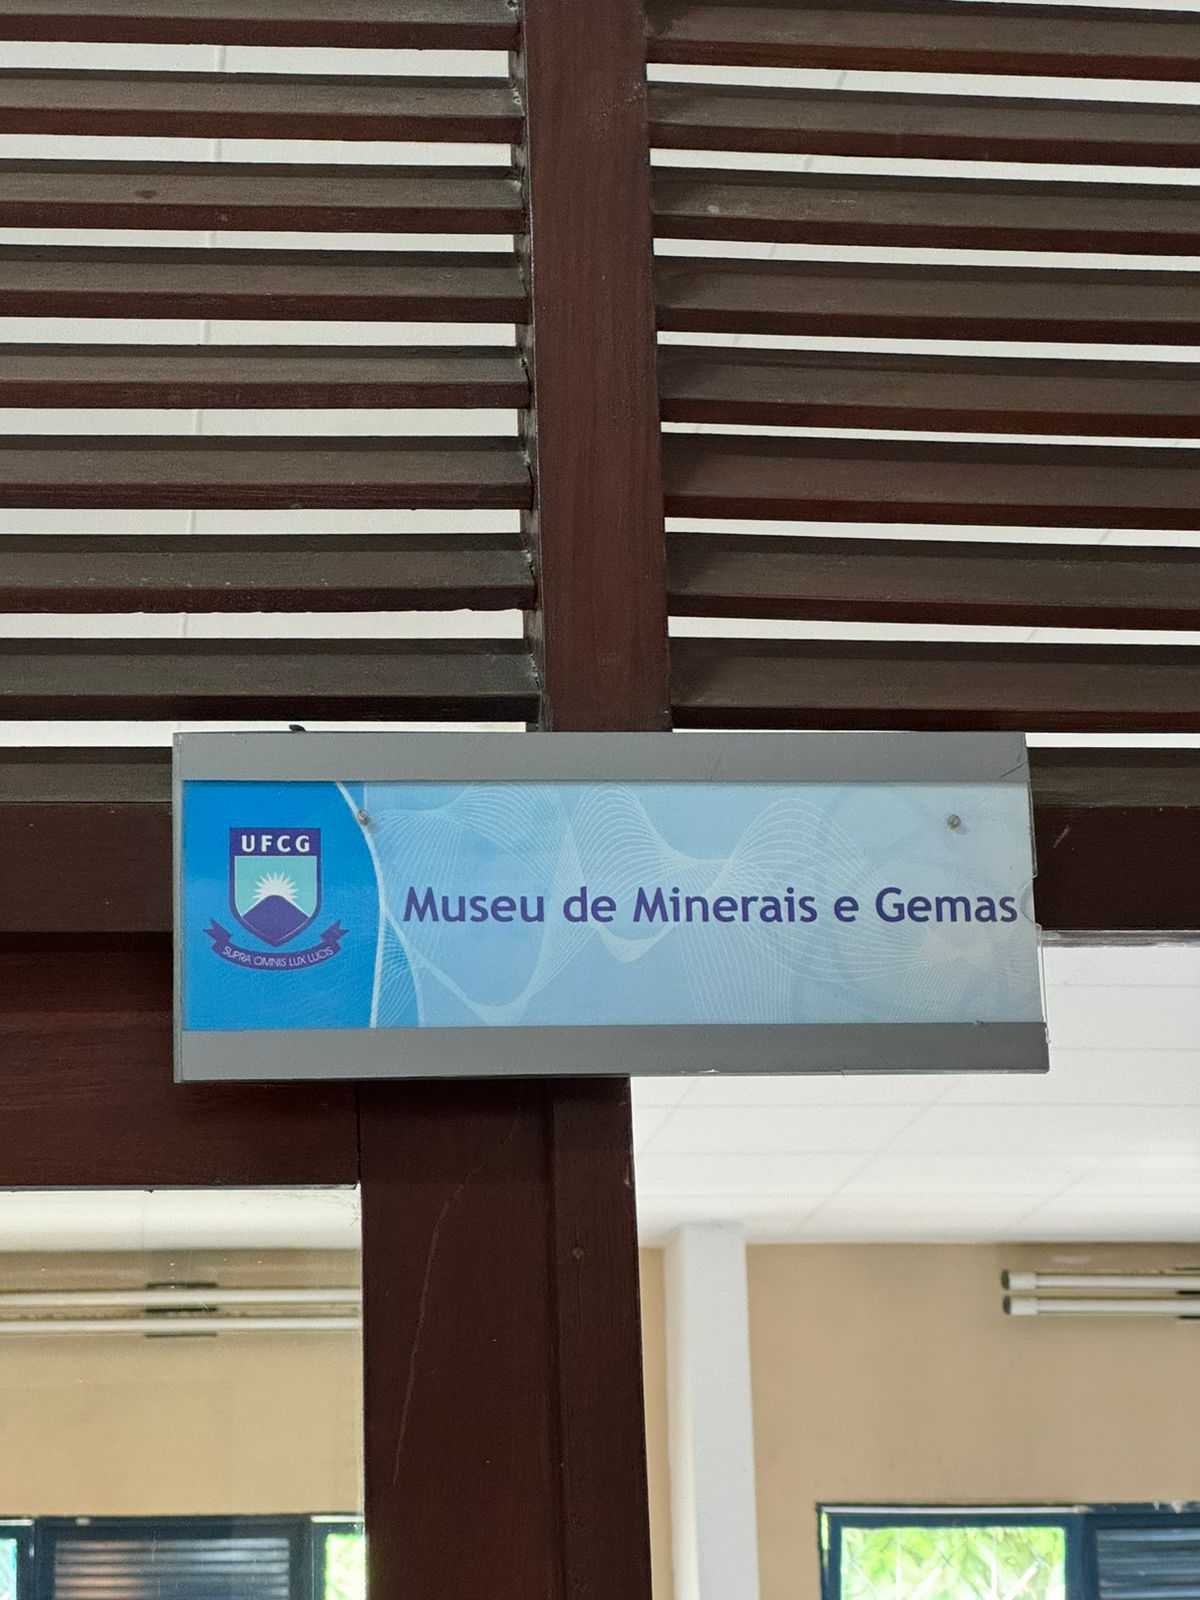 UFCG
SUPRA OMNIS LUX LUCIS
Museu de Minerais e Gemas